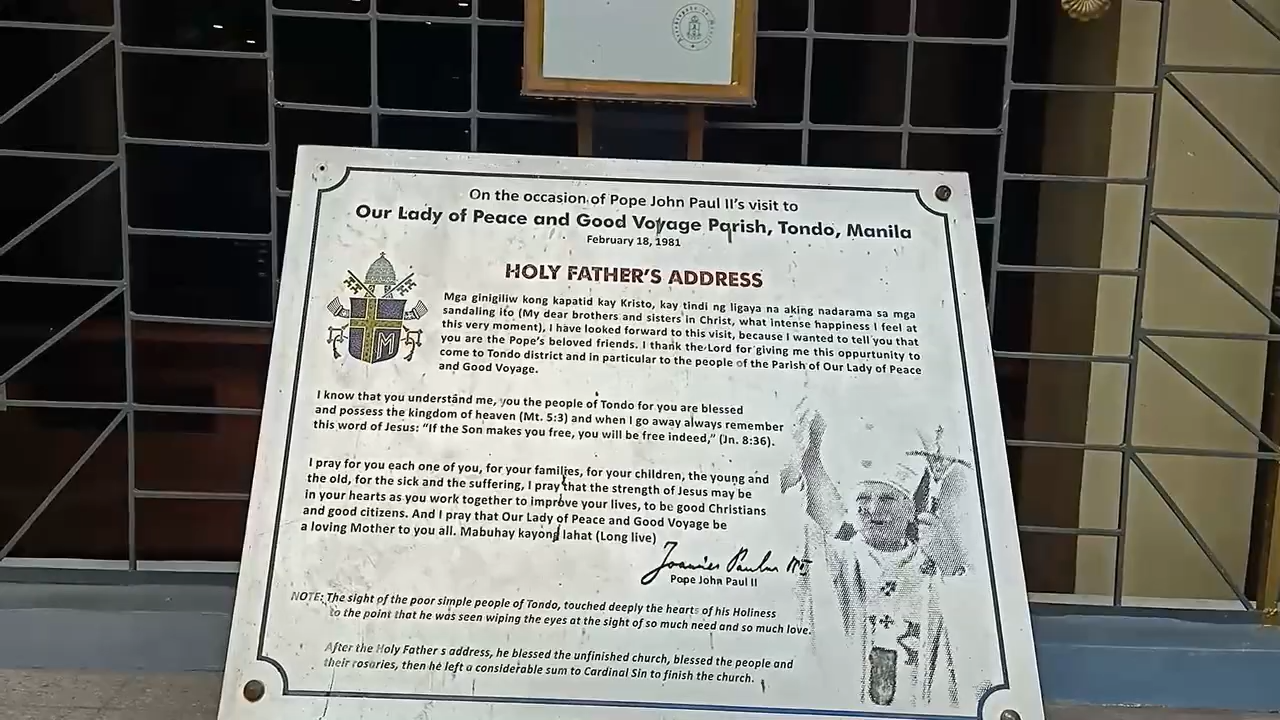 On the occasion of Pope John Paul II's visit to
Our Lady of Peace and Good Voyage Parish, Tondo, Manila
February 18, 1981
HOLY FATHER'S ADDRESS
Mga ginigiliw kong kapatid kay Kristo, kay tindi ng ligaya na aking nadarama sa mga
sandaling ito (My dear brothers and sisters in Christ, what intense happiness I feel at
this very moment), I have looked forward to this visit, because I wanted to tell you that
you are the Pope's beloved friends. I thank the Lord for giving me this oppurtunity to
come to Tondo district and in particular to the people of the Parish of Our Lady of Peace
and Good Voyage.
I know that you understand me, you the people of Tondo for you are blessed
and possess the kingdom of heaven (Mt. 5:3) and when I go away always remember
this word of Jesus: "If the Son makes you free, you will be free indeed," (Jn. 8:36).
I pray for you each one of you, for your families, for your children, the young and
the old, for the sick and the suffering, I pray that the strength of Jesus may be
in your hearts as you work together to improve your lives, to be good Christians
and good citizens. And I pray that Our Lady of Peace and Good Voyage be
a loving Mother to you all. Mabuhay kayong lahat (Long live)
Joannes Paulus II
Pope John Paul II
NOTE: The sight of the poor simple people of Tondo, touched deeply the hearts of his Holiness
to the point that he was seen wiping the eyes at the sight of so much need and so much love.
After the Holy Father s address, he blessed the unfinished church, blessed the people and
their rosaries, then he left a considerable sum to Cardinal Sin to finish the church.
M